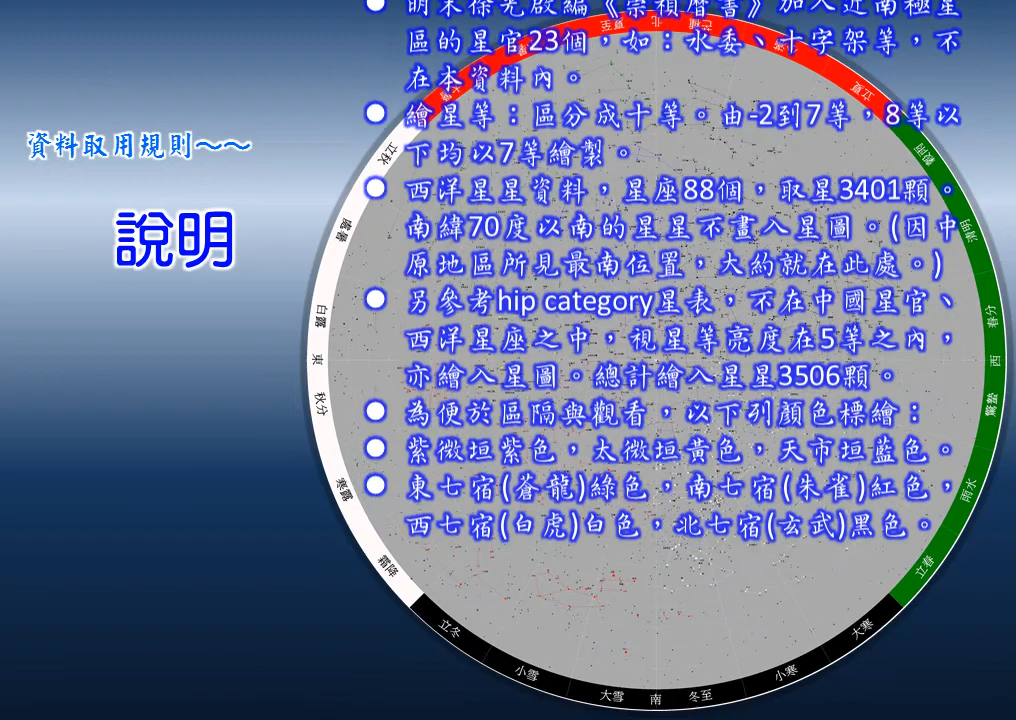 明末徐光啟編《崇禎曆書》加入近南極星
區的星官23個，如：水委、十字架等，不
在本資料內。
繪星等：區分成十等。由-2到7等，8等以
下均以7等繪製。
西洋星星資料，星座88個，取星3401顆。
南緯70度以南的星星不畫入星圖。(因中
原地區所見最南位置，大約就在此處。)
另參考hip category星表，不在中國星官、
西洋星座之中，視星等亮度在5等之內，
亦繪入星圖。總計繪入星星3506顆。
為便於區隔與觀看，以下列顏色標繪：
紫微垣紫色，太微垣黃色，天市垣藍色。
東七宿(蒼龍)綠色，南七宿(朱雀)紅色，
西七宿(白虎)白色，北七宿(玄武)黑色。
資料取用規則～～
說明
北
夏至
芒種
立夏
穀雨
清明
春分
西
驚蟄
雨水
立春
大寒
小寒
冬至
南
大雪
小雪
立冬
霜降
寒露
秋分
東
白露
處暑
立秋